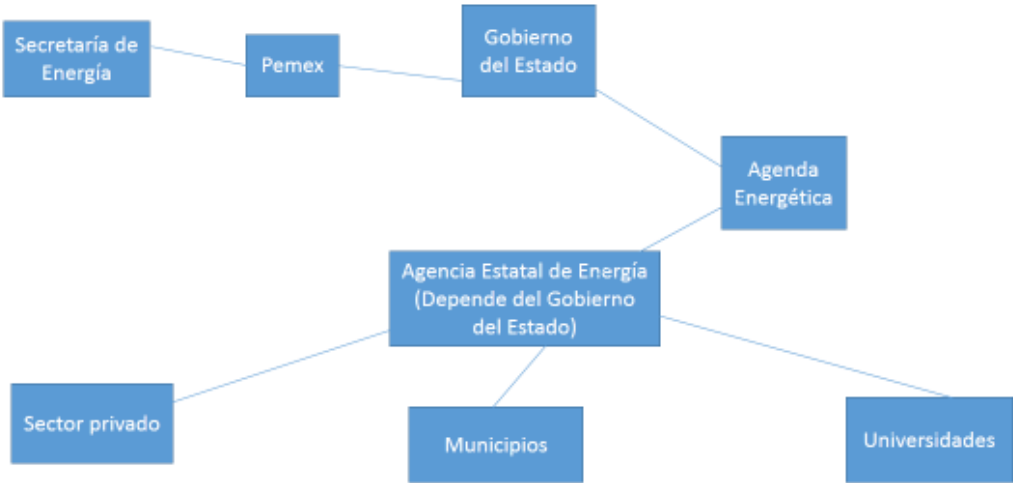 Secretaría de
Energía
Pemex
Gobierno
del Estado
Agenda
Energética
Agencia Estatal de Energía
(Depende del Gobierno
del Estado)
Sector privado
Municipios
Universidades